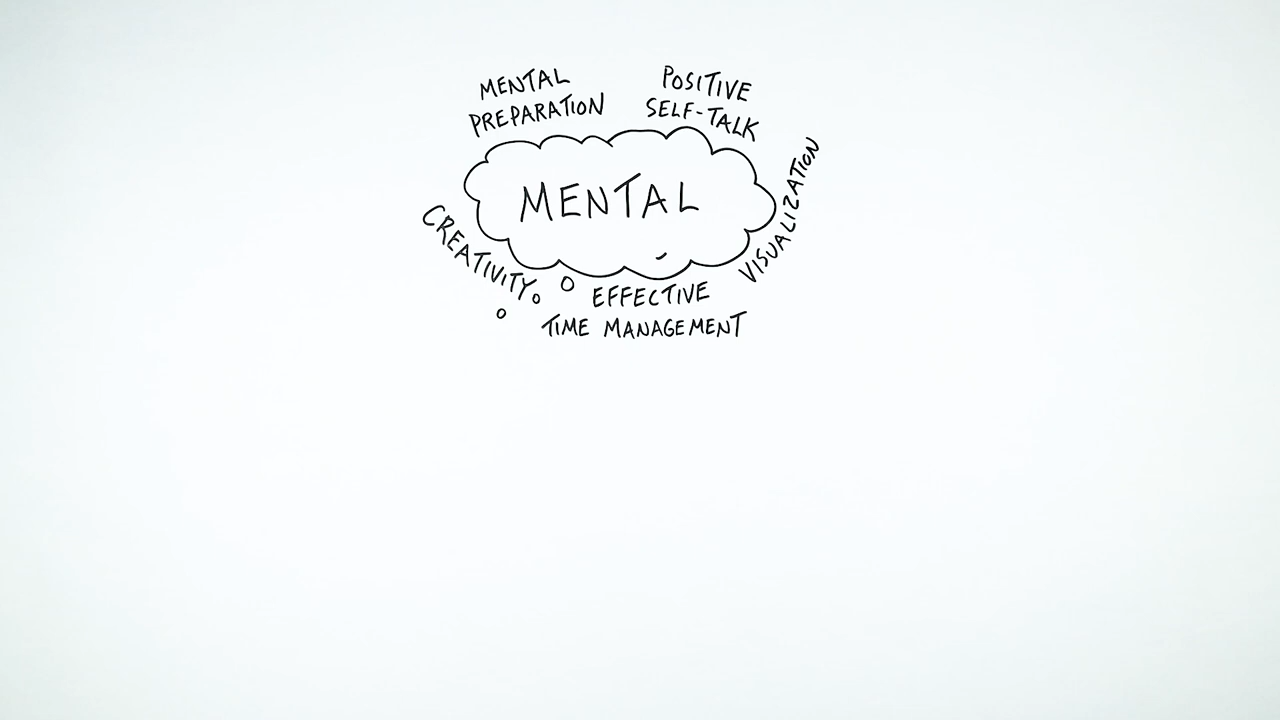 MENTAL
PREPARATION
POSITIVE
SELF-TALK
VISUALIZATION
MENTAL
CREATIVITY
EFFECTIVE
TIME MANAGEMENT